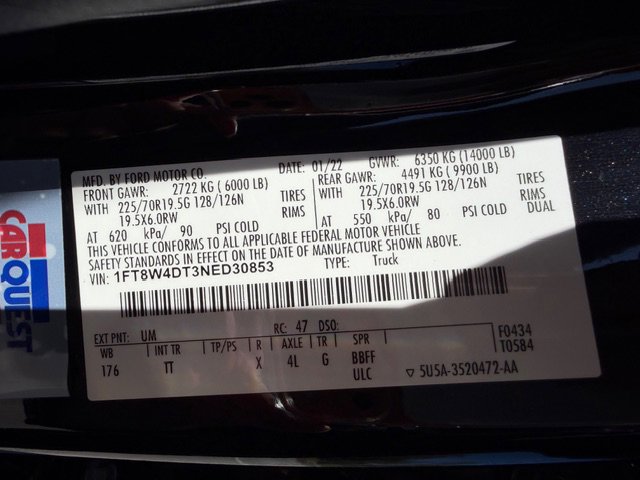 MFD. BY FORD MOTOR CO. DATE: 01/22 GVWR: 6350 KG (14000 LB)
FRONT GAWR: 2722 KG (6000 LB) REAR GAWR: 4491 KG (9900 LB)
WITH 225/70R19.5G 128/126N TIRES WITH 225/70R19.5G 128/126N TIRES
19.5X6.0RW RIMS 19.5X6.0RW RIMS
AT 620 kPa/ 90 PSI COLD AT 550 kPa/ 80 PSI COLD DUAL
THIS VEHICLE CONFORMS TO ALL APPLICABLE FEDERAL MOTOR VEHICLE
SAFETY STANDARDS IN EFFECT ON THE DATE OF MANUFACTURE SHOWN ABOVE.
VIN: 1FT8W4DT3NED30853 TYPE: Truck
EXT PNT: UM RC: 47 DSO: F0434
WB INT TR TP/PS R AXLE TR SPR T0584
176 TT X 4L G BBFF
ULC ▽ 5U5A-3520472-AA
CARQUEST